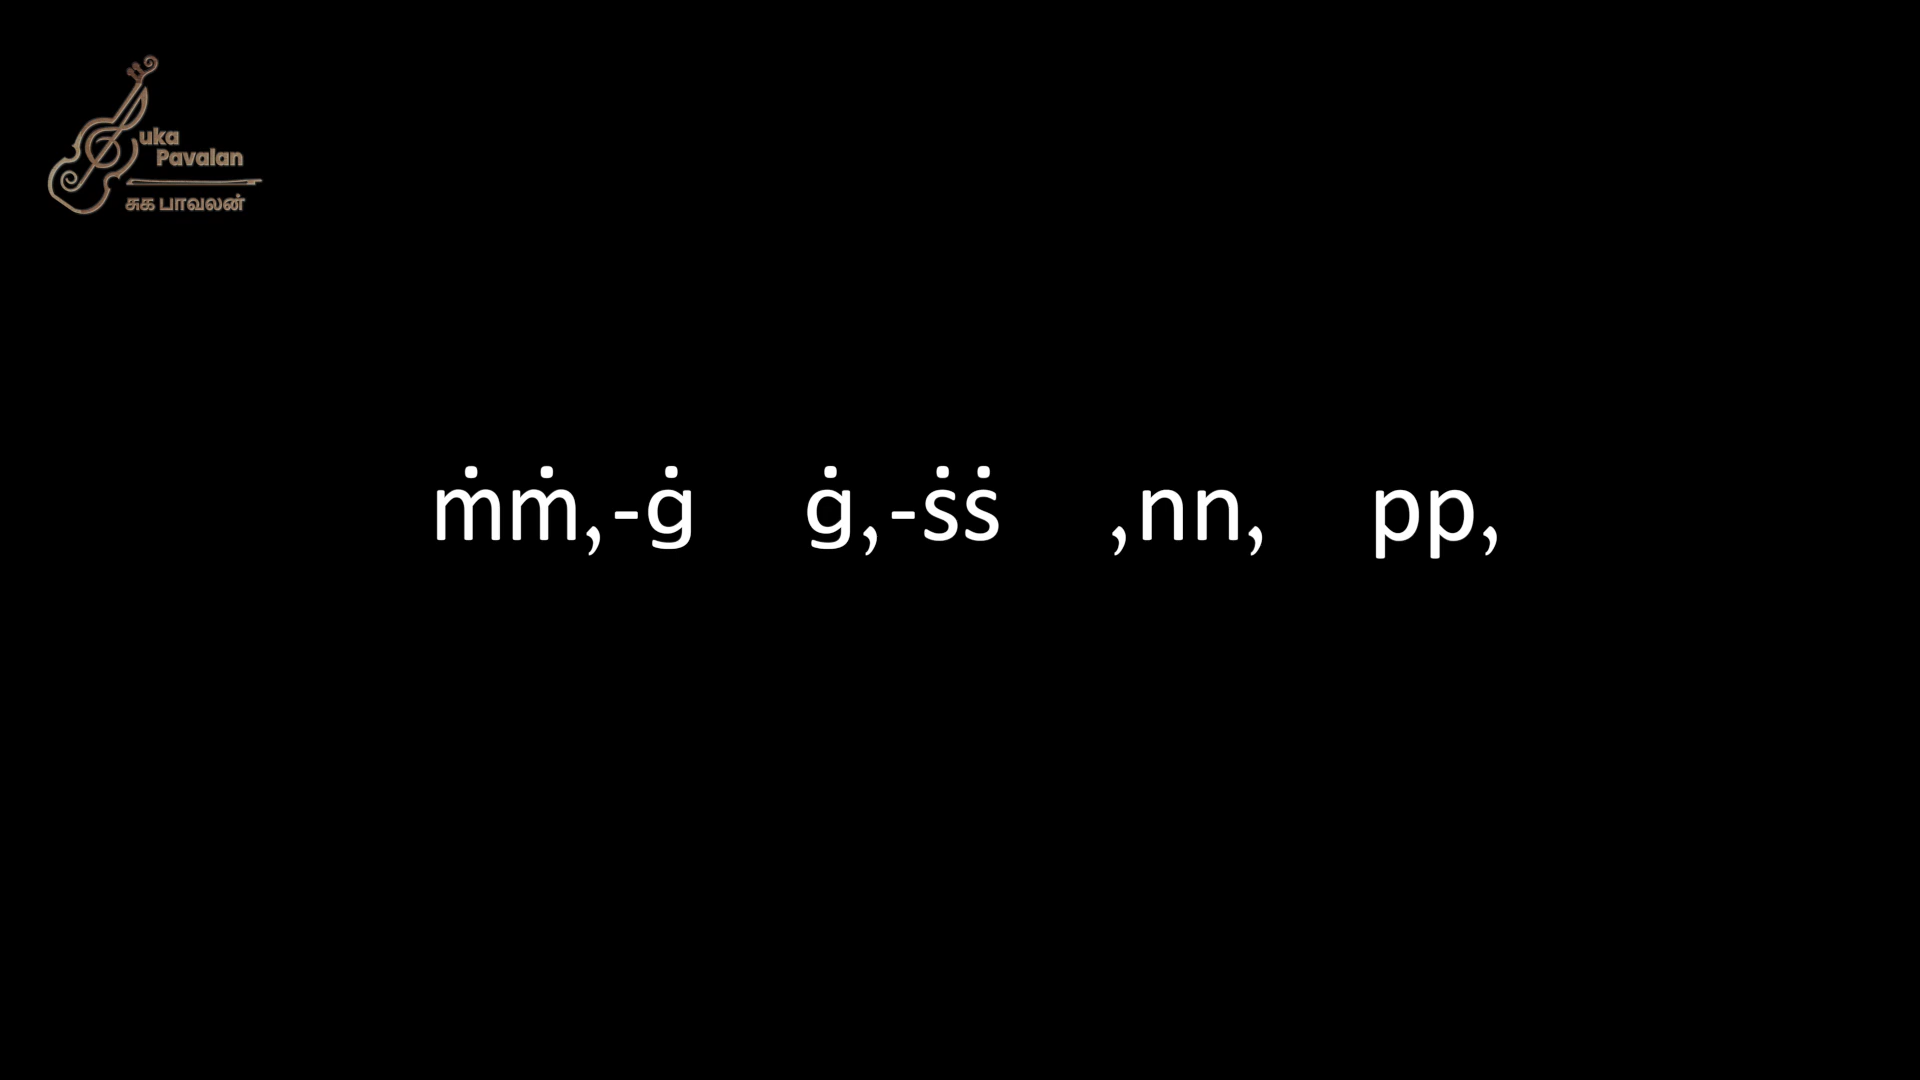 uka
Pavalan
சுக பாவலன்
ṁṁ,-ġ ġ,-ṡṡ ,nn, pp,